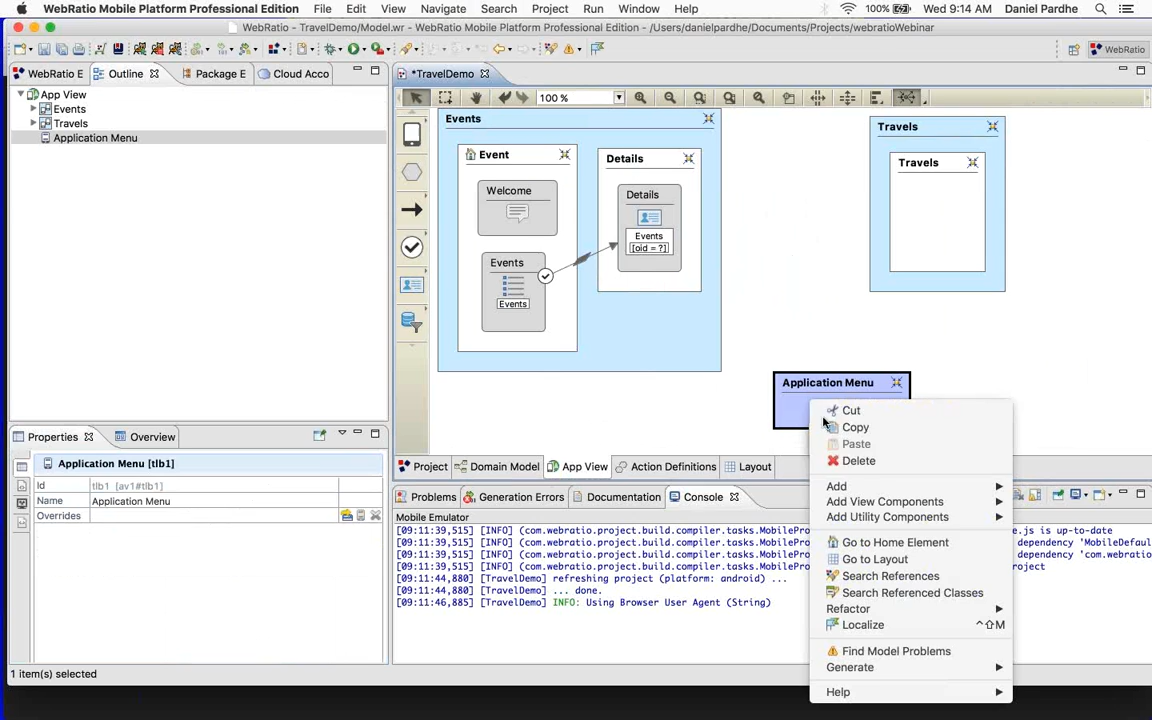 WebRatio Mobile Platform Professional Edition File Edit View Navigate Search Project Run Window Help 100% Wed 9:14 AM Daniel Pardhe
WebRatio - TravelDemo/Model.wr - WebRatio Mobile Platform Professional Edition - /Users/danielpardhe/Documents/Projects/webratioWebinar
WebRatio
WebRatio E Outline Package E Cloud Acco
*TravelDemo
App View
Events
Travels
Application Menu
100 %
Events
Event
Welcome
Events
Events
Details
Details
Events
[oid = ?]
Travels
Travels
Application Menu
Cut
Copy
Paste
Delete
Add
Add View Components
Add Utility Components
Go to Home Element
Go to Layout
Search References
Search Referenced Classes
Refactor
Localize ^⇧M
Find Model Problems
Generate
Help
Properties Overview
Application Menu [tlb1]
Id tlb1 [av1#tlb1]
Name Application Menu
Overrides
Project Domain Model App View Action Definitions Layout
Problems Generation Errors Documentation Console
Mobile Emulator
[09:11:39,515] [INFO] (com.webratio.project.build.compiler.tasks.MobilePro e.js is up-to-date
[09:11:39,515] [INFO] (com.webratio.project.build.compiler.tasks.MobilePro dependency 'MobileDefaul
[09:11:39,515] [INFO] (com.webratio.project.build.compiler.tasks.MobilePro dependency 'com.webratio
[09:11:39,515] [INFO] (com.webratio.project.build.compiler.tasks.MobilePro oject
[09:11:44,880] [TravelDemo] refreshing project (platform: android) ...
[09:11:44,880] [TravelDemo] ... done.
[09:11:46,885] [TravelDemo] INFO: Using Browser User Agent (String)
1 item(s) selected